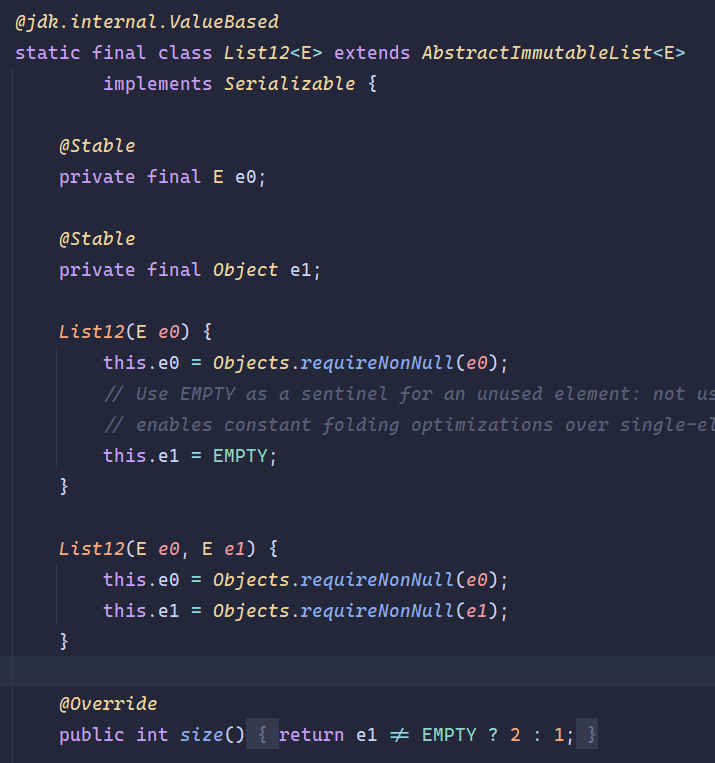 @jdk.internal.ValueBased
static final class List12<E> extends AbstractImmutableList<E>
        implements Serializable {

    @Stable
    private final E e0;

    @Stable
    private final Object e1;

    List12(E e0) {
        this.e0 = Objects.requireNonNull(e0);
        // Use EMPTY as a sentinel for an unused element: not us
        // enables constant folding optimizations over single-el
        this.e1 = EMPTY;
    }

    List12(E e0, E e1) {
        this.e0 = Objects.requireNonNull(e0);
        this.e1 = Objects.requireNonNull(e1);
    }

    @Override
    public int size() { return e1 != EMPTY ? 2 : 1; }